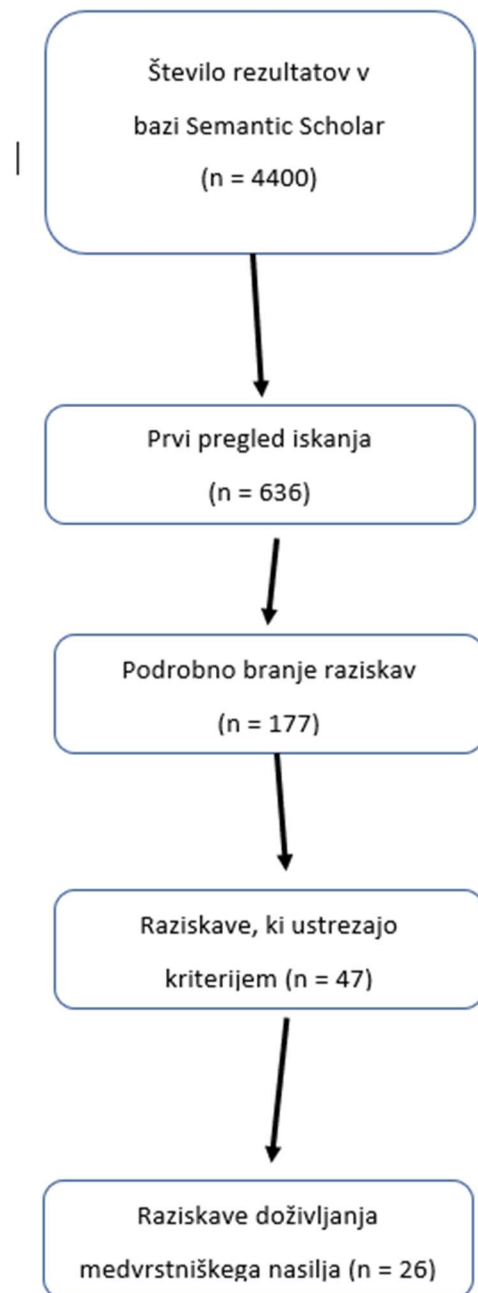 Število rezultatov v
bazi Semantic Scholar
(n = 4400)
Prvi pregled iskanja
(n = 636)
Podrobno branje raziskav
(n = 177)
Raziskave, ki ustrezajo
kriterijem (n = 47)
Raziskave doživljanja
medvrstniškega nasilja (n = 26)